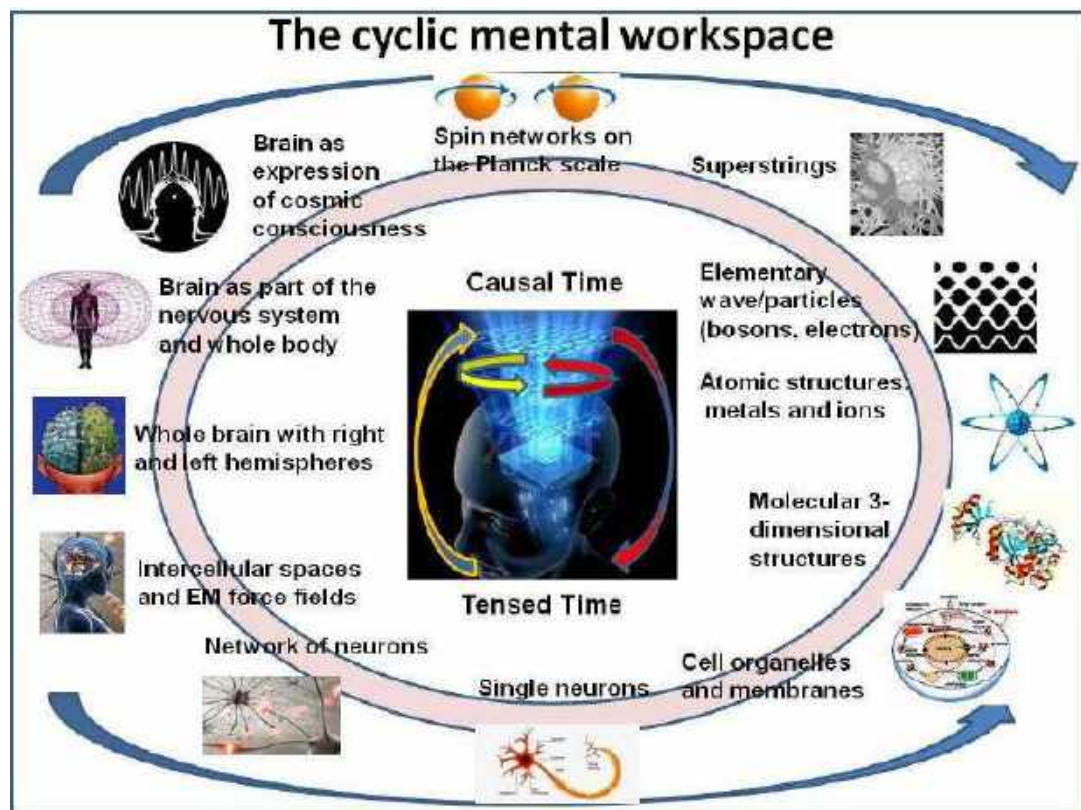 The cyclic mental workspace
Spin networks on
the Planck scale
Superstrings
Elementary
wave/particles
(bosons, electrons)
Atomic structures,
metals and ions
Molecular 3-
dimensional
structures
Cell organelles
and membranes
Single neurons
Network of neurons
Intercellular spaces
and EM force fields
Whole brain with right
and left hemispheres
Brain as part of the
nervous system
and whole body
Brain as
expression
of cosmic
consciousness
Causal Time
Tensed Time